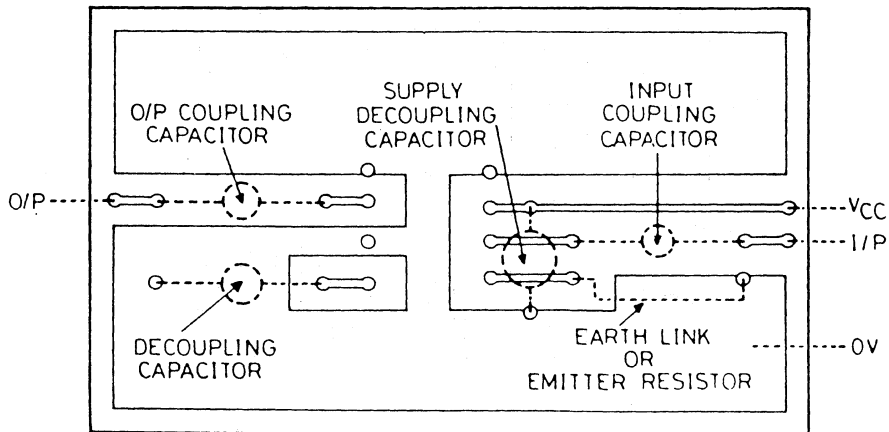 O/P COUPLING
CAPACITOR
SUPPLY
DECOUPLING
CAPACITOR
INPUT
COUPLING
CAPACITOR
O/P
VCC
I/P
DECOUPLING
CAPACITOR
EARTH LINK
OR
EMITTER RESISTOR
0V